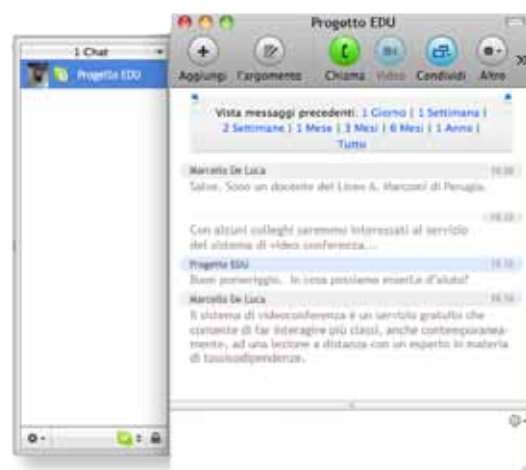 Progetto EDU
1 Chat
Progetto EDU
Aggiungi l'argomento Chiama Video Condividi Altro
Vista messaggi precedenti: 1 Giorno | 1 Settimana |
2 Settimane | 1 Mese | 3 Mesi | 6 Mesi | 1 Anno |
Tutto
Marcello De Luca
Salve. Sono un docente del Liceo A. Marconi di Perugia.
Con alcuni colleghi saremmo interessati al servizio
del sistema di video conferenza...
Progetto EDU
Buon pomeriggio. In cosa possiamo esserLe d'aiuto?
Marcello De Luca
Il sistema di videoconferenza è un servizio gratuito che
consente di far interagire più classi, anche contemporanea-
mente, ad una lezione a distanza con un esperto in materia
di tossicodipendenze.